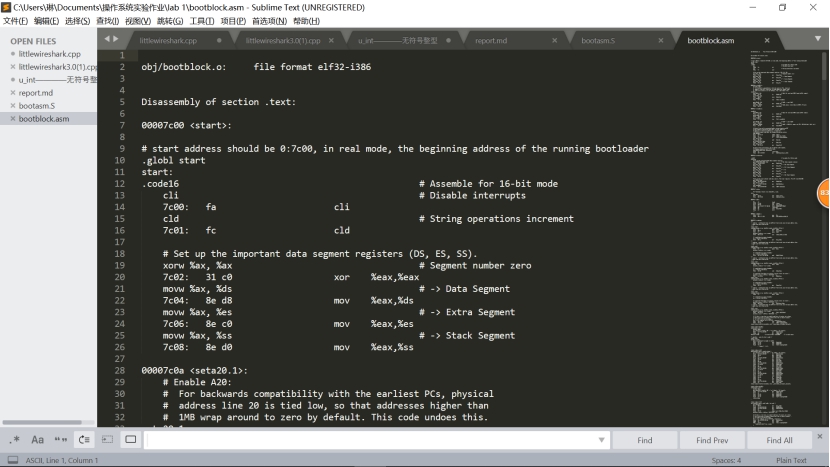 C:\Users\琳\Documents\操作系统实验作业\lab 1\bootblock.asm - Sublime Text (UNREGISTERED)
文件(F) 编辑(E) 选择(S) 查找(I) 视图(V) 跳转(G) 工具(T) 项目(P) 首选项(N) 帮助(H)
OPEN FILES
littlewireshark.cpp
littlewireshark3.0(1).cpp
u_int————无符号整型
report.md
bootasm.S
bootblock.asm
littlewireshark.cpp littlewireshark3.0(1).cpp u_int————无符号整型 report.md bootasm.S bootblock.asm
1
2 obj/bootblock.o:     file format elf32-i386
3
4
5 Disassembly of section .text:
6
7 00007c00 <start>:
8
9 # start address should be 0:7c00, in real mode, the beginning address of the running bootloader
10 .globl start
11 start:
12 .code16 # Assemble for 16-bit mode
13 cli # Disable interrupts
14 7c00: fa cli
15 cld # String operations increment
16 7c01: fc cld
17
18 # Set up the important data segment registers (DS, ES, SS).
19 xorw %ax, %ax # Segment number zero
20 7c02: 31 c0 xor %eax,%eax
21 movw %ax, %ds # -> Data Segment
22 7c04: 8e d8 mov %eax,%ds
23 movw %ax, %es # -> Extra Segment
24 7c06: 8e c0 mov %eax,%es
25 movw %ax, %ss # -> Stack Segment
26 7c08: 8e d0 mov %eax,%ss
27
28 00007c0a <seta20.1>:
29 # Enable A20:
30 #  For backwards compatibility with the earliest PCs, physical
31 #  address line 20 is tied low, so that addresses higher than
32 #  1MB wrap around to zero by default. This code undoes this.
.* Aa “” Find Find Prev Find All
ASCII, Line 1, Column 1 Spaces: 4 Plain Text